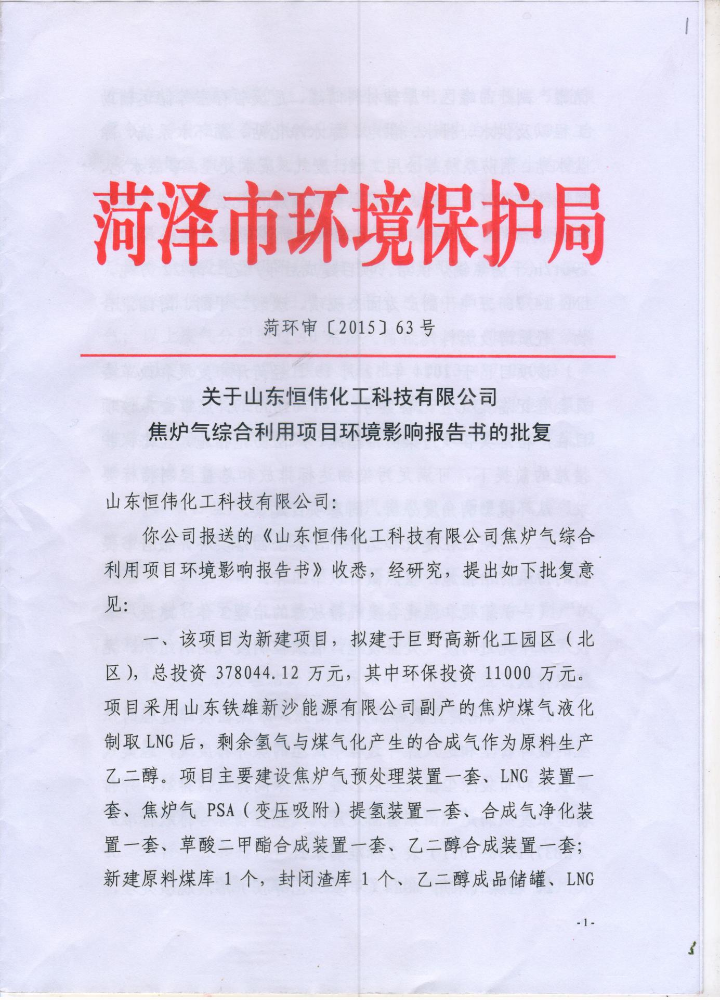 1
菏泽市环境保护局
菏环审〔2015〕63号
关于山东恒伟化工科技有限公司
焦炉气综合利用项目环境影响报告书的批复
山东恒伟化工科技有限公司:
你公司报送的《山东恒伟化工科技有限公司焦炉气综合
利用项目环境影响报告书》收悉,经研究,提出如下批复意
见:
一、该项目为新建项目,拟建于巨野高新化工园区(北
区),总投资 378044.12 万元,其中环保投资 11000 万元。
项目采用山东铁雄新沙能源有限公司副产的焦炉煤气液化
制取LNG后,剩余氢气与煤气化产生的合成气作为原料生产
乙二醇。项目主要建设焦炉气预处理装置一套、LNG 装置一
套、焦炉气 PSA(变压吸附)提氢装置一套、合成气净化装
置一套、草酸二甲酯合成装置一套、乙二醇合成装置一套;
新建原料煤库 1 个,封闭渣库 1 个、乙二醇成品储罐、LNG
-1-